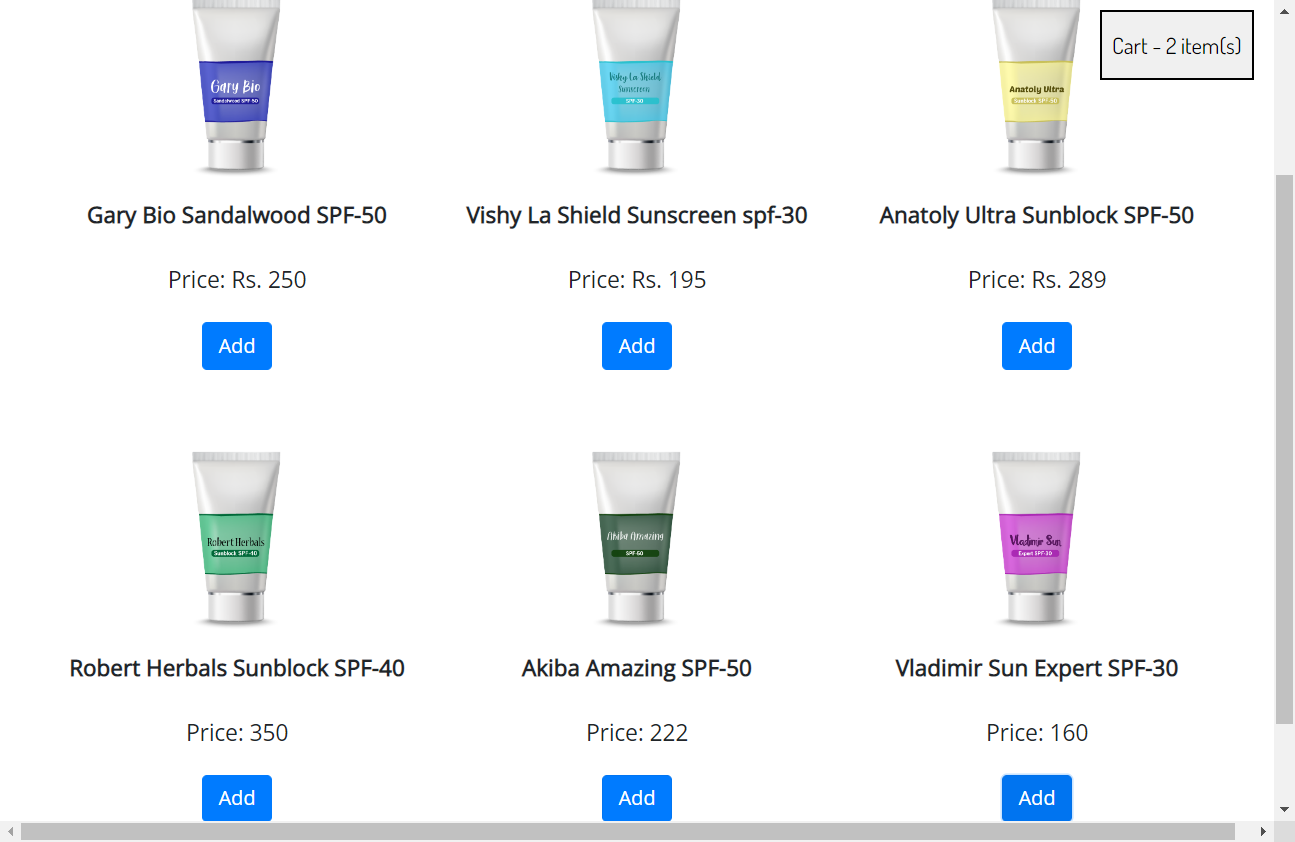 Cart - 2 item(s)
Gary Bio
Sandalwood SPF-50
Vishy La Shield
Sunscreen
SPF-30
Anatoly Ultra
Sunblock SPF-50
Gary Bio Sandalwood SPF-50
Vishy La Shield Sunscreen spf-30
Anatoly Ultra Sunblock SPF-50
Price: Rs. 250
Price: Rs. 195
Price: Rs. 289
Add
Add
Add
Robert Herbals
Sunblock SPF-40
Akiba Amazing
SPF-50
Vladimir Sun
Expert SPF-30
Robert Herbals Sunblock SPF-40
Akiba Amazing SPF-50
Vladimir Sun Expert SPF-30
Price: 350
Price: 222
Price: 160
Add
Add
Add